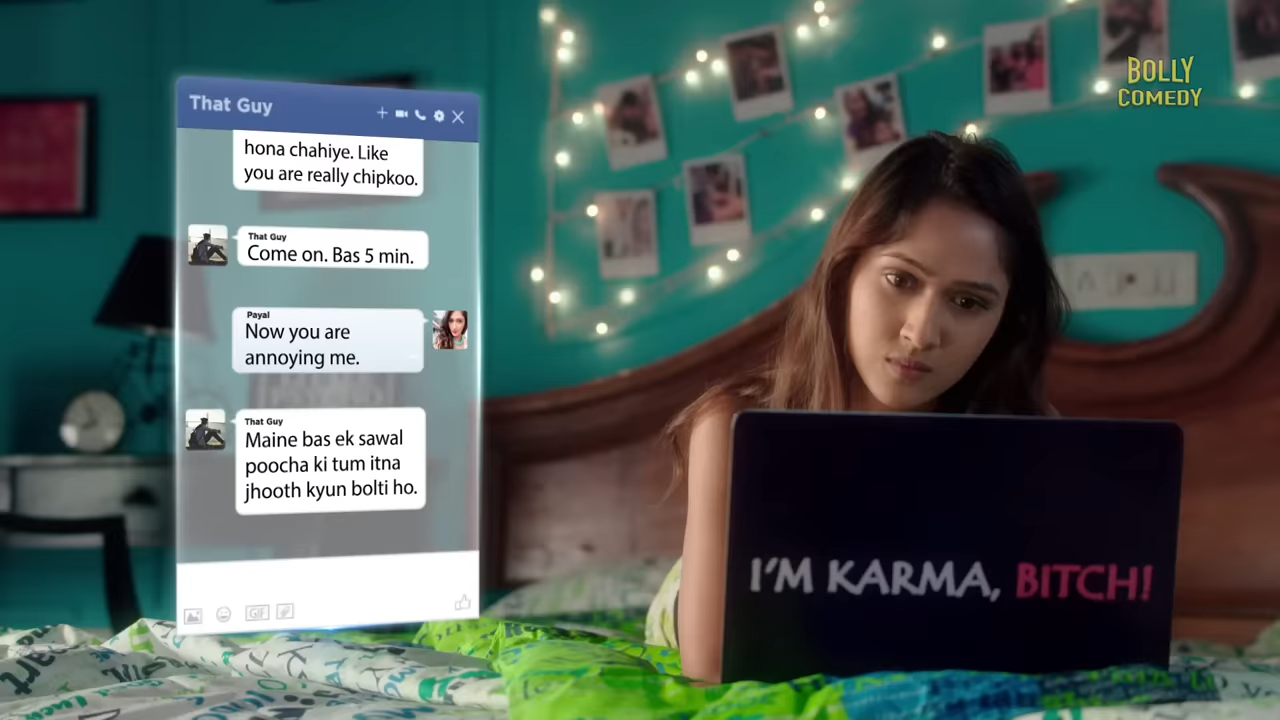 That Guy
hona chahiye. Like
you are really chipkoo.
That Guy
Come on. Bas 5 min.
Payal
Now you are
annoying me.
That Guy
Maine bas ek sawal
poocha ki tum itna
jhooth kyun bolti ho.
GIF
BOLLY
COMEDY
I'M KARMA, BITCH!